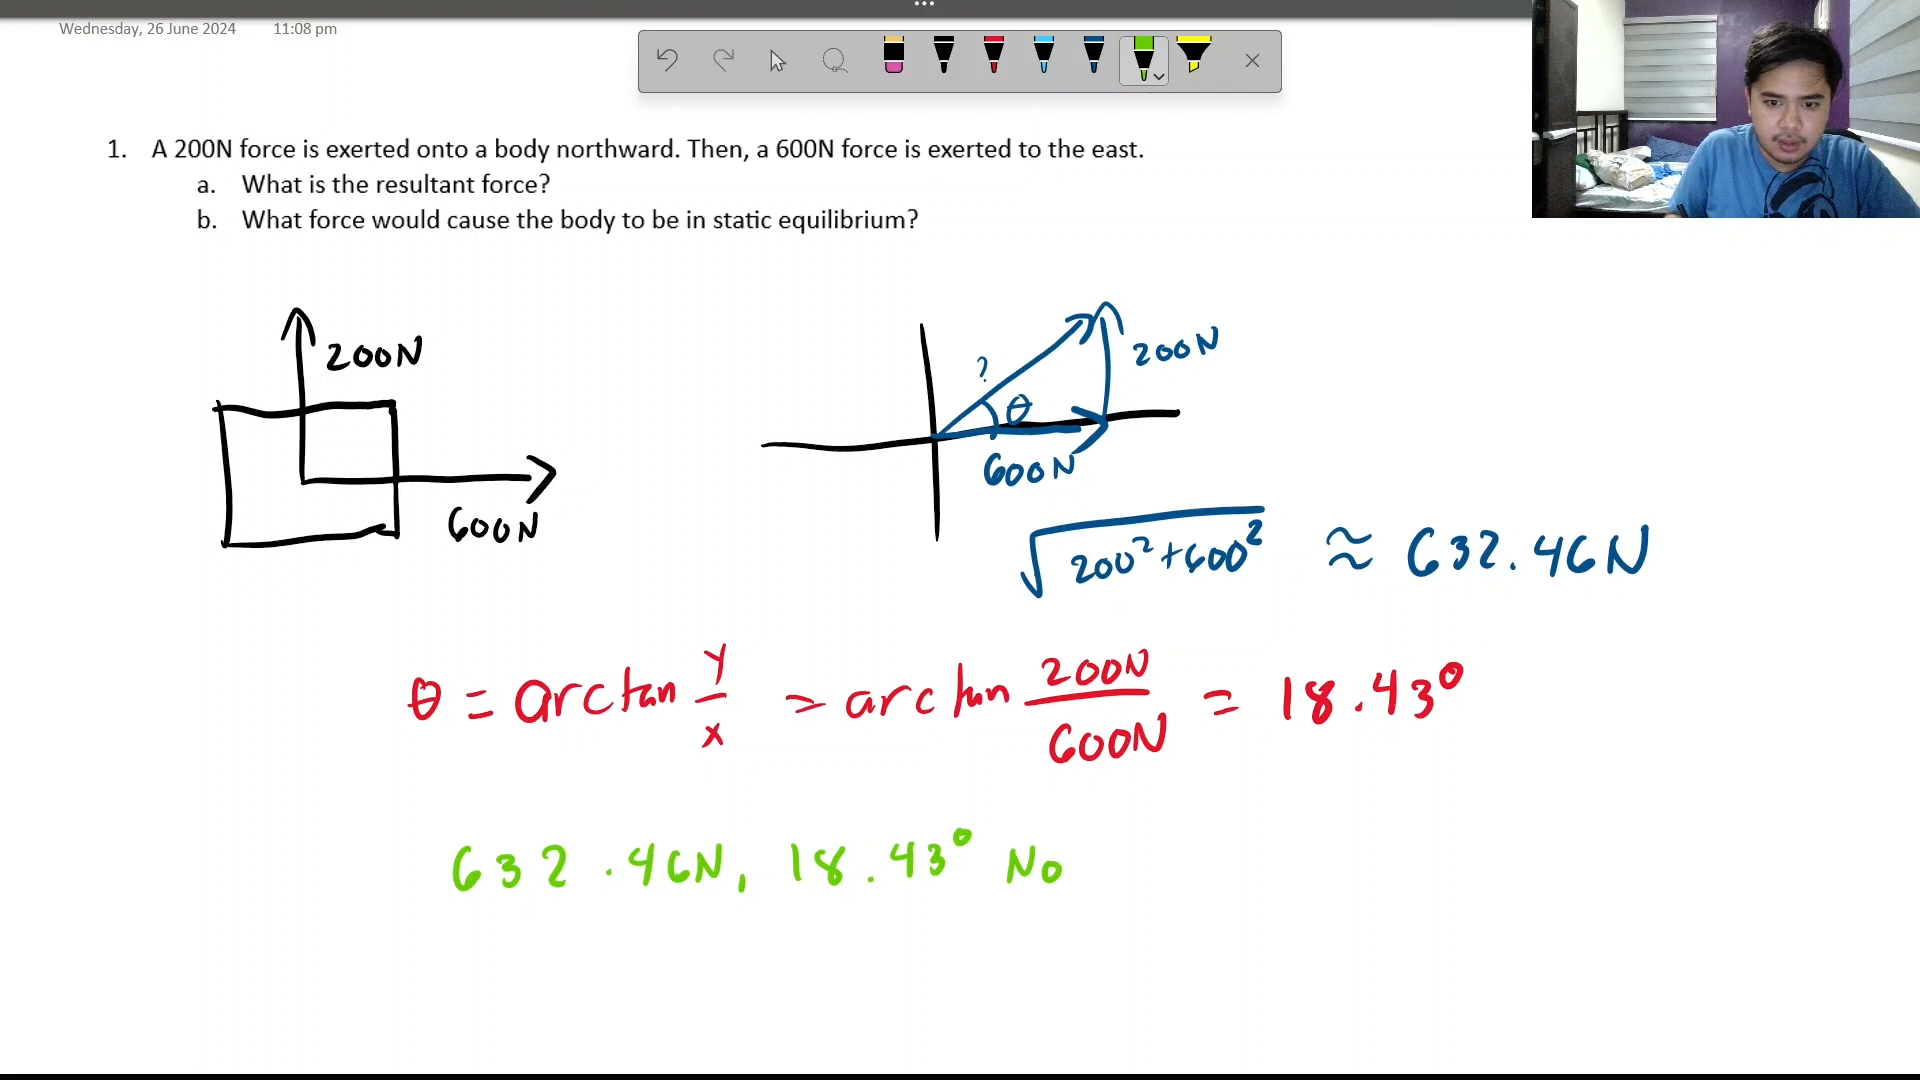 Wednesday, 26 June 2024 11:08 pm
1. A 200N force is exerted onto a body northward. Then, a 600N force is exerted to the east.
a. What is the resultant force?
b. What force would cause the body to be in static equilibrium?
200N
600N
?
θ
200N
600N
√200²+600² ≈ 632.46N
θ = arctan y/x = arctan 200N/600N = 18.43°
632.46N, 18.43° No